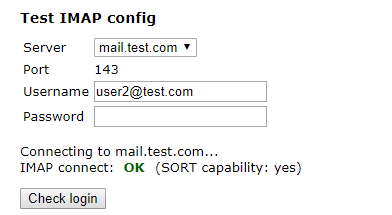 Test IMAP config
Server mail.test.com
Port 143
Username user2@test.com
Password
Connecting to mail.test.com...
IMAP connect: OK (SORT capability: yes)
Check login